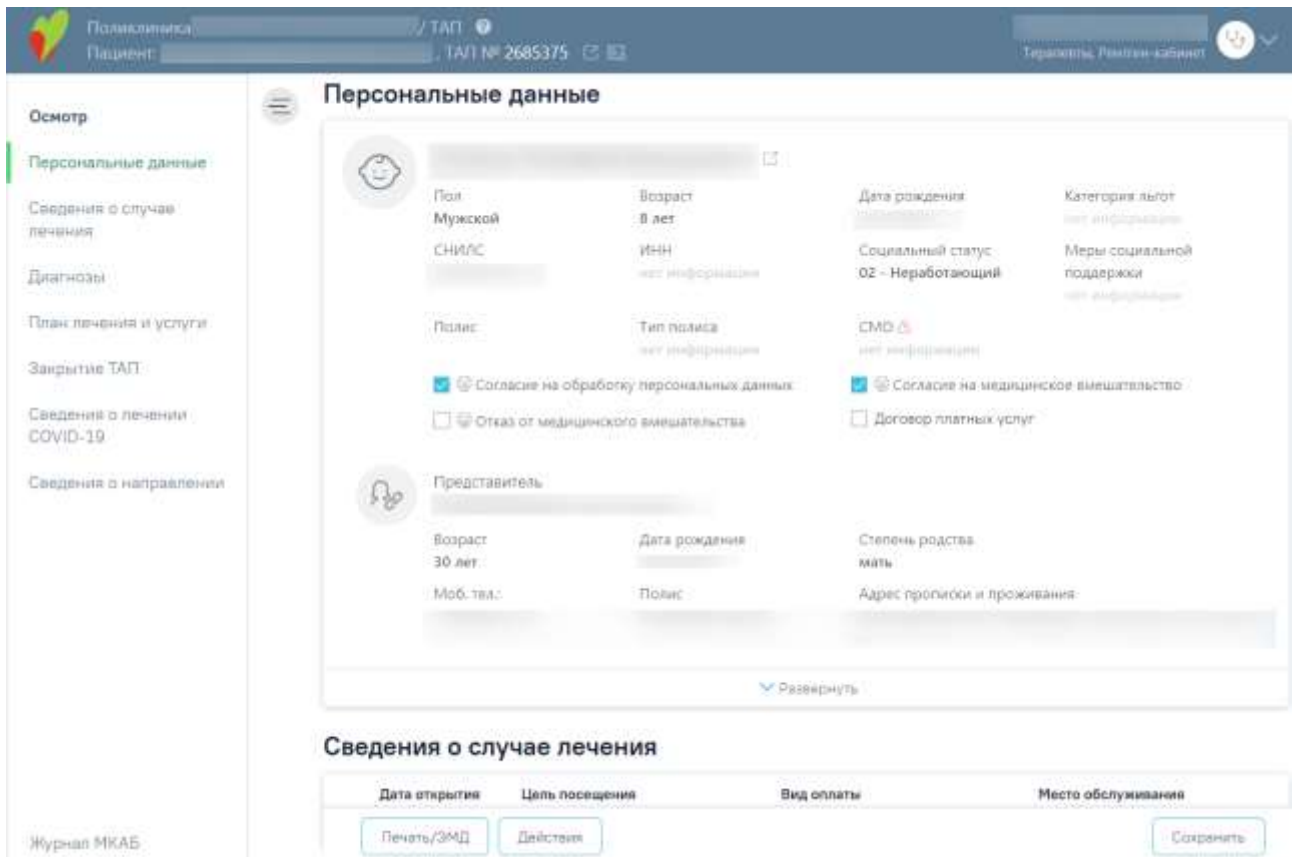 Поликлиника / ТАП
Пациент: , ТАП № 2685375
Терапевты, Рентген-кабинет
Осмотр
Персональные данные
Сведения о случае
лечения
Диагнозы
План лечения и услуги
Закрытие ТАП
Сведения о лечении
COVID-19
Сведения о направлении
Журнал МКАБ
Персональные данные
Пол Возраст Дата рождения Категория льгот
Мужской 8 лет нет информации
СНИЛС ИНН Социальный статус Меры социальной
нет информации 02 - Неработающий поддержки
нет информации
Полис Тип полиса СМО
нет информации нет информации
Согласие на обработку персональных данных Согласие на медицинское вмешательство
Отказ от медицинского вмешательства Договор платных услуг
Представитель
Возраст Дата рождения Степень родства
30 лет мать
Моб. тел.: Полис Адрес прописки и проживания
Развернуть
Сведения о случае лечения
Дата открытия Цель посещения Вид оплаты Место обслуживания
Печать/ЭМД Действия Сохранить